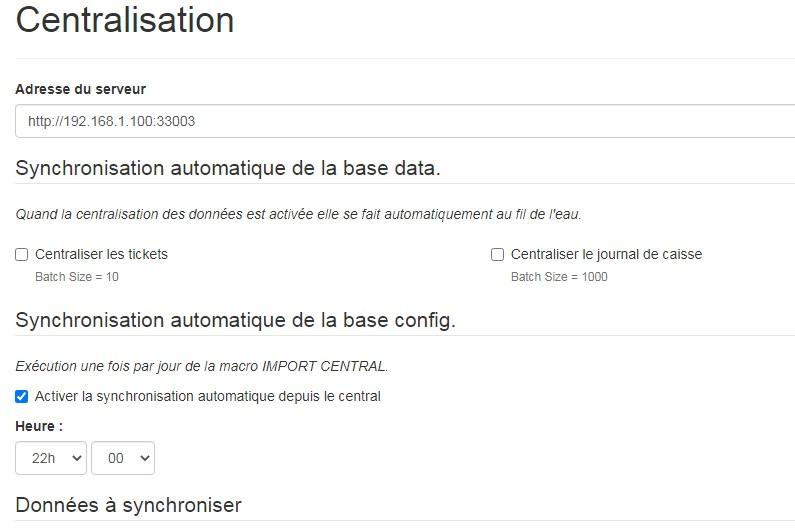 Centralisation
Adresse du serveur
http://192.168.1.100:33003
Synchronisation automatique de la base data.
Quand la centralisation des données est activée elle se fait automatiquement au fil de l'eau.
Centraliser les tickets
Batch Size = 10
Centraliser le journal de caisse
Batch Size = 1000
Synchronisation automatique de la base config.
Exécution une fois par jour de la macro IMPORT CENTRAL.
Activer la synchronisation automatique depuis le central
Heure :
22h 00
Données à synchroniser